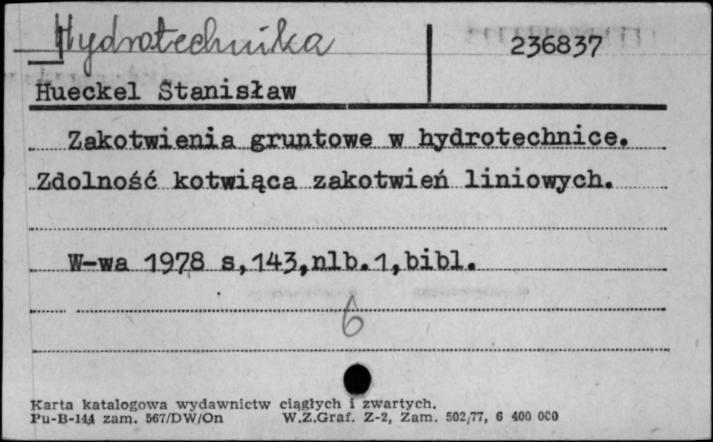 Hydrotechnika
236837
Hueckel Stanisław
Zakotwienia gruntowe w hydrotechnice.
Zdolność kotwiąca zakotwień liniowych.
W-wa 1978 s,143,nlb.1,bibl.
6
Karta katalogowa wydawnictw ciągłych i zwartych.
Pu-B-144 zam. 567/DW/On W.Z.Graf. Z-2, Zam. 502/77, 6 400 000